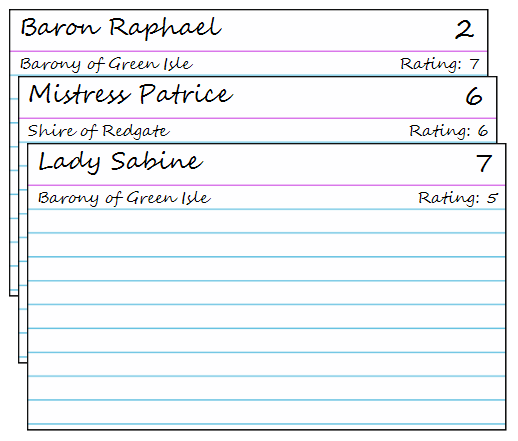 Baron Raphael 2
Barony of Green Isle Rating: 7
Mistress Patrice 6
Shire of Redgate Rating: 6
Lady Sabine 7
Barony of Green Isle Rating: 5